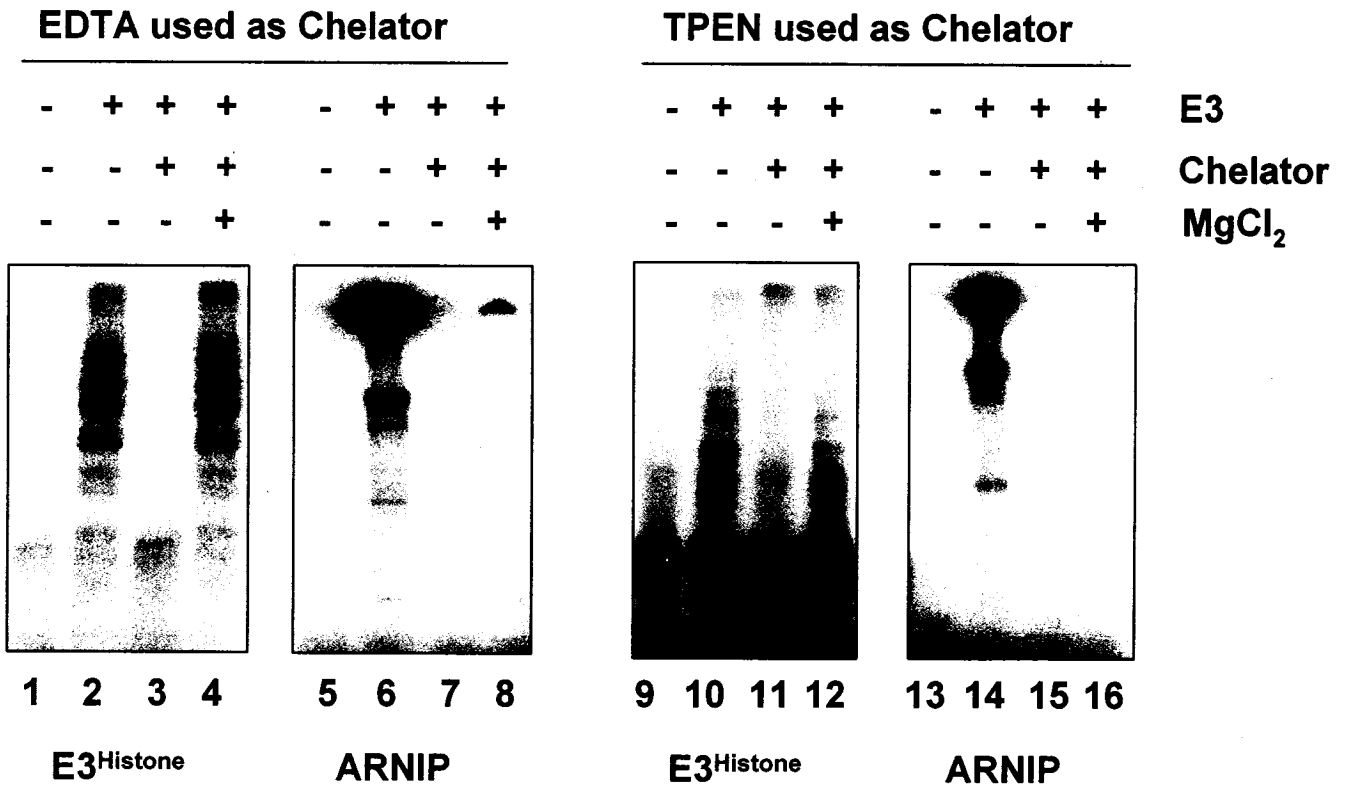 EDTA used as Chelator TPEN used as Chelator
- + + + - + + + - + + + - + + + E3
- - + + - - + + - - + + - - + + Chelator
- - - + - - - + - - - + - - - + MgCl₂
1 2 3 4 5 6 7 8 9 10 11 12 13 14 15 16
E3ᴴⁱˢᵗᵒⁿᵉ ARNIP E3ᴴⁱˢᵗᵒⁿᵉ ARNIP